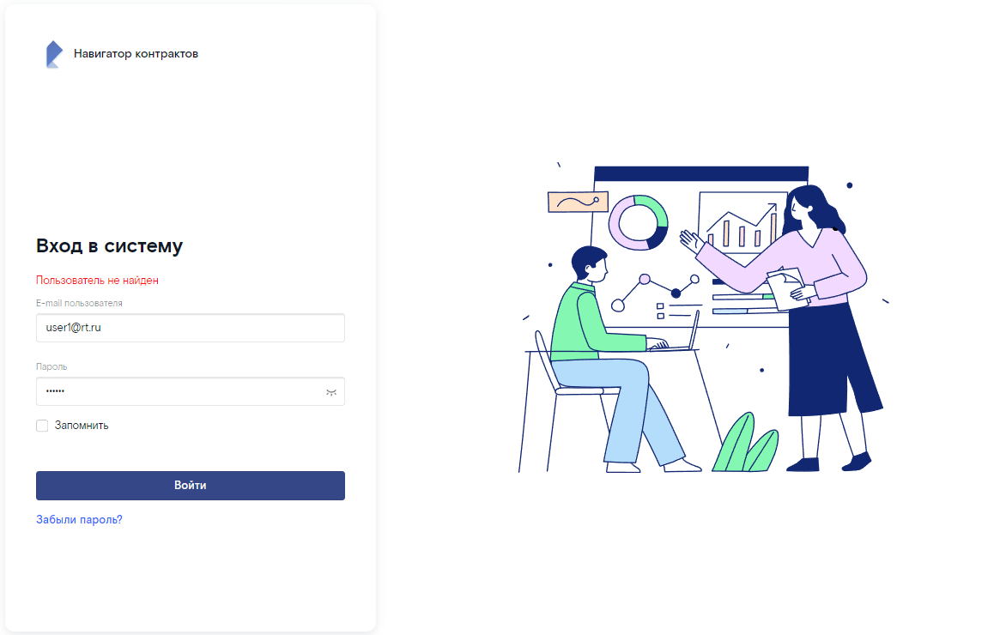 Навигатор контрактов
Вход в систему
Пользователь не найден
E-mail пользователя
user1@rt.ru
Пароль
••••••
Запомнить
Войти
Забыли пароль?